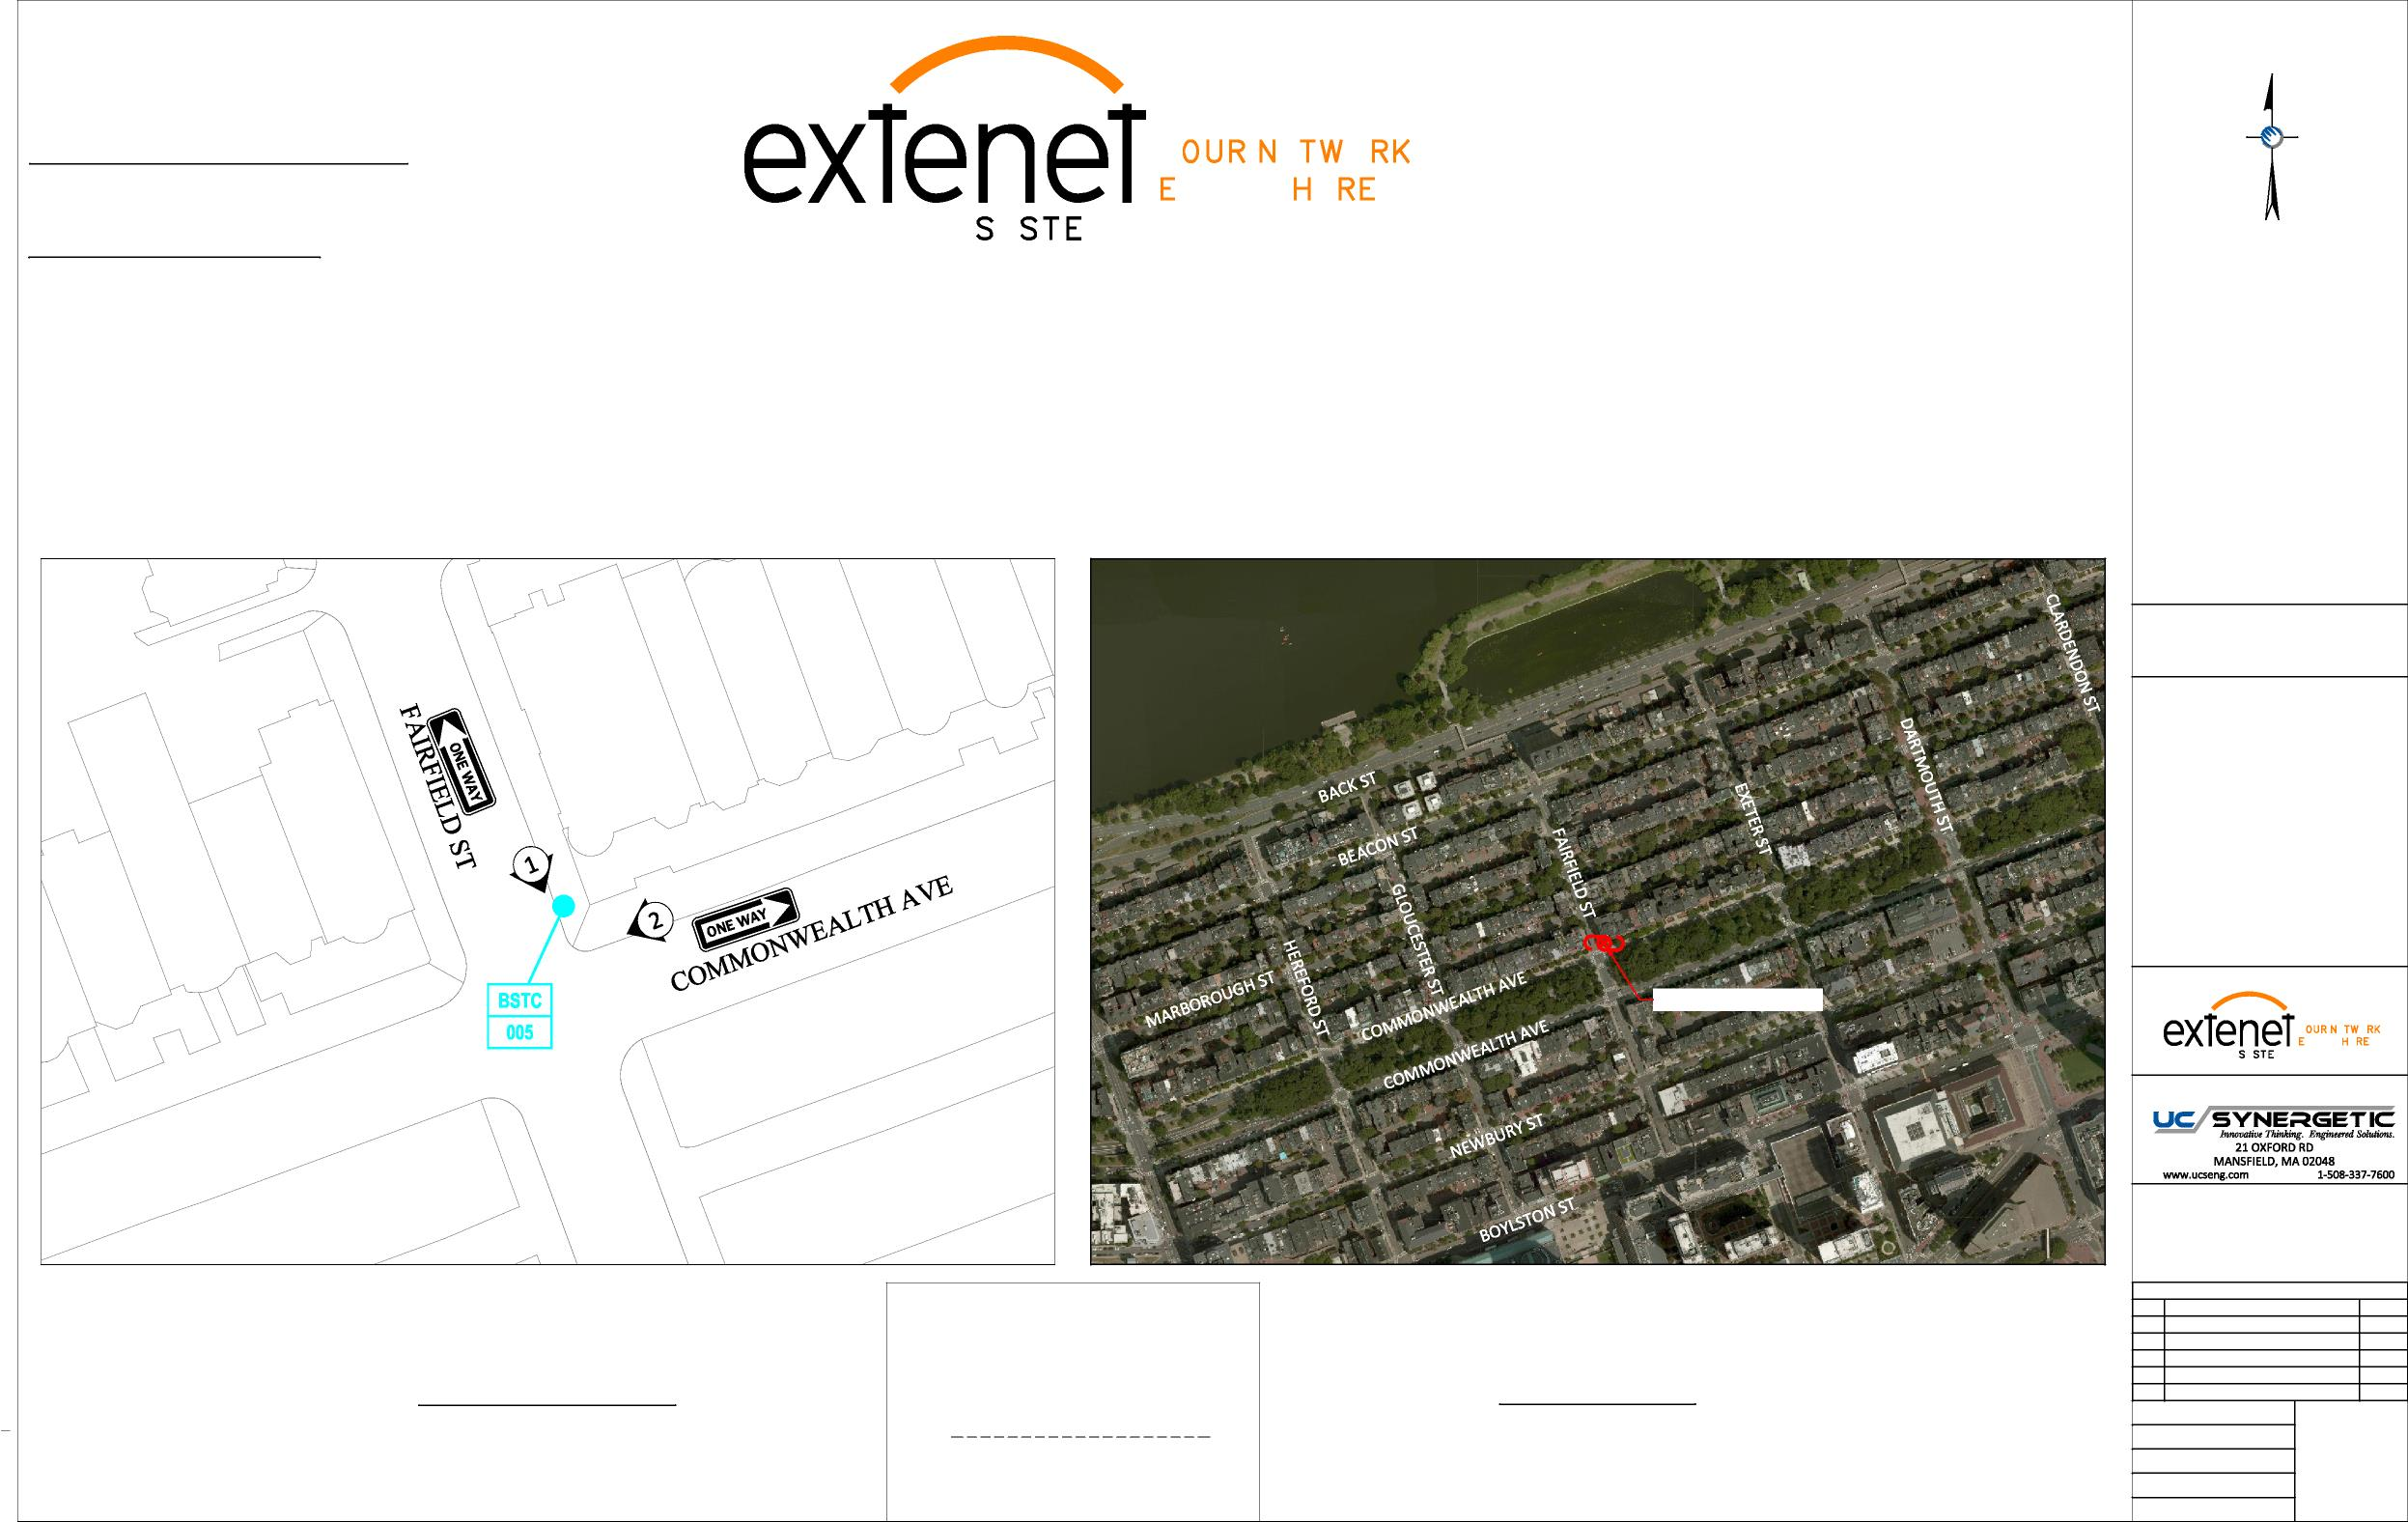 extenet
OUR N TW RK
E H RE
S STE
FAIRFIELD ST
ONE WAY
1
2
ONE WAY
COMMONWEALTH AVE
BSTC
005
CLARDENDON ST
DARTMOUTH ST
BACK ST
EXETER ST
BEACON ST
FAIRFIELD ST
GLOUCESTER ST
HEREFORD ST
MARBOROUGH ST
COMMONWEALTH AVE
COMMONWEALTH AVE
NEWBURY ST
BOYLSTON ST
extenet
OUR N TW RK
E H RE
S STE
UC SYNERGETIC
Innovative Thinking. Engineered Solutions.
21 OXFORD RD
MANSFIELD, MA 02048
www.ucseng.com 1-508-337-7600